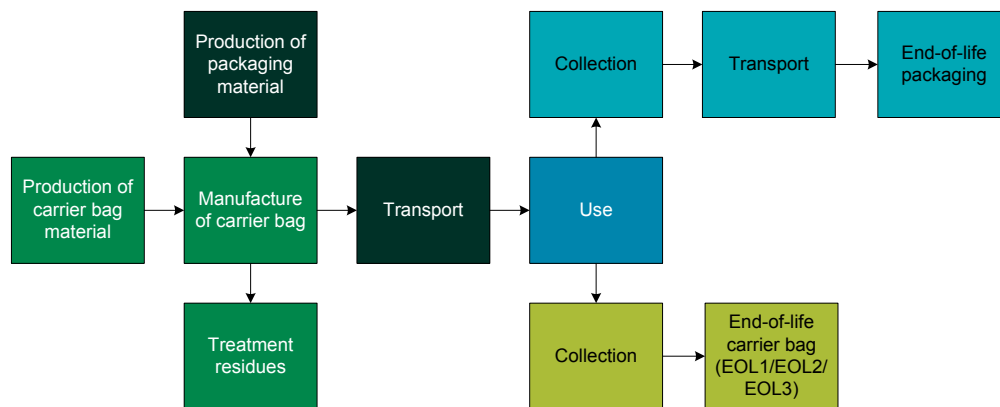 Production of
packaging
material
Collection
Transport
End-of-life
packaging
Production of
carrier bag
material
Manufacture
of carrier bag
Transport
Use
Treatment
residues
Collection
End-of-life
carrier bag
(EOL1/EOL2/
EOL3)